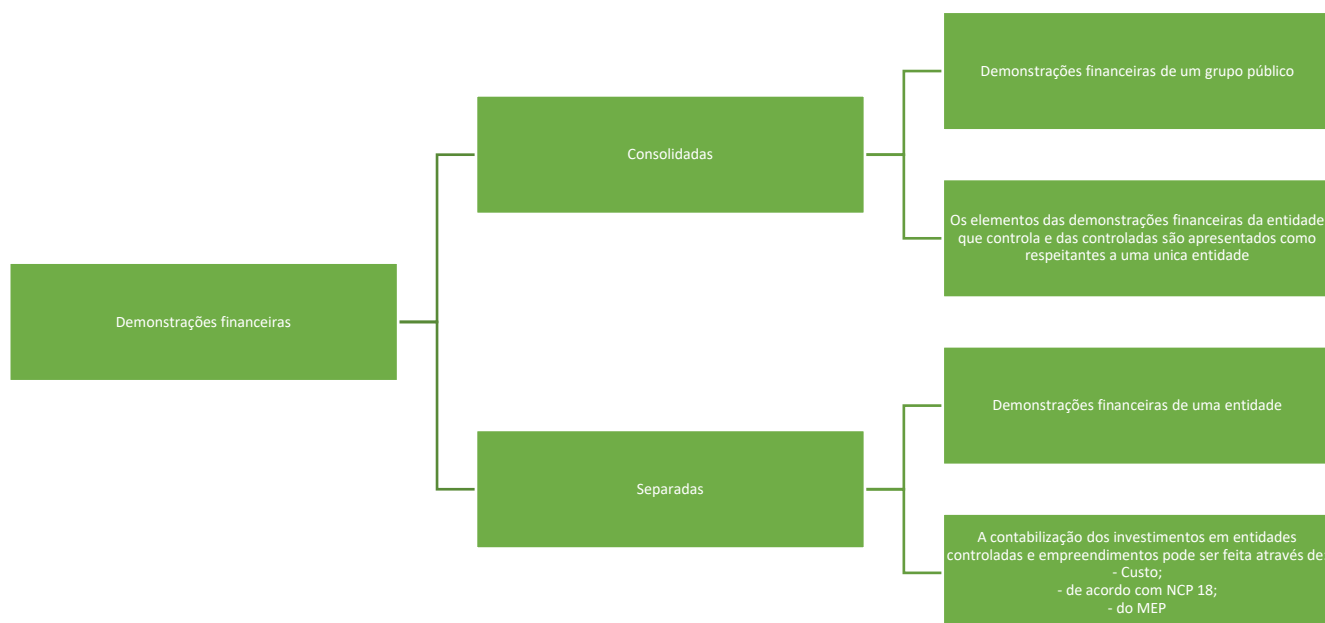 Demonstrações financeiras
Consolidadas
Demonstrações financeiras de um grupo público
Os elementos das demonstrações financeiras da entidade
que controla e das controladas são apresentados como
respeitantes a uma unica entidade
Separadas
Demonstrações financeiras de uma entidade
A contabilização dos investimentos em entidades
controladas e empreendimentos pode ser feita através de
- Custo;
- de acordo com NCP 18;
- do MEP